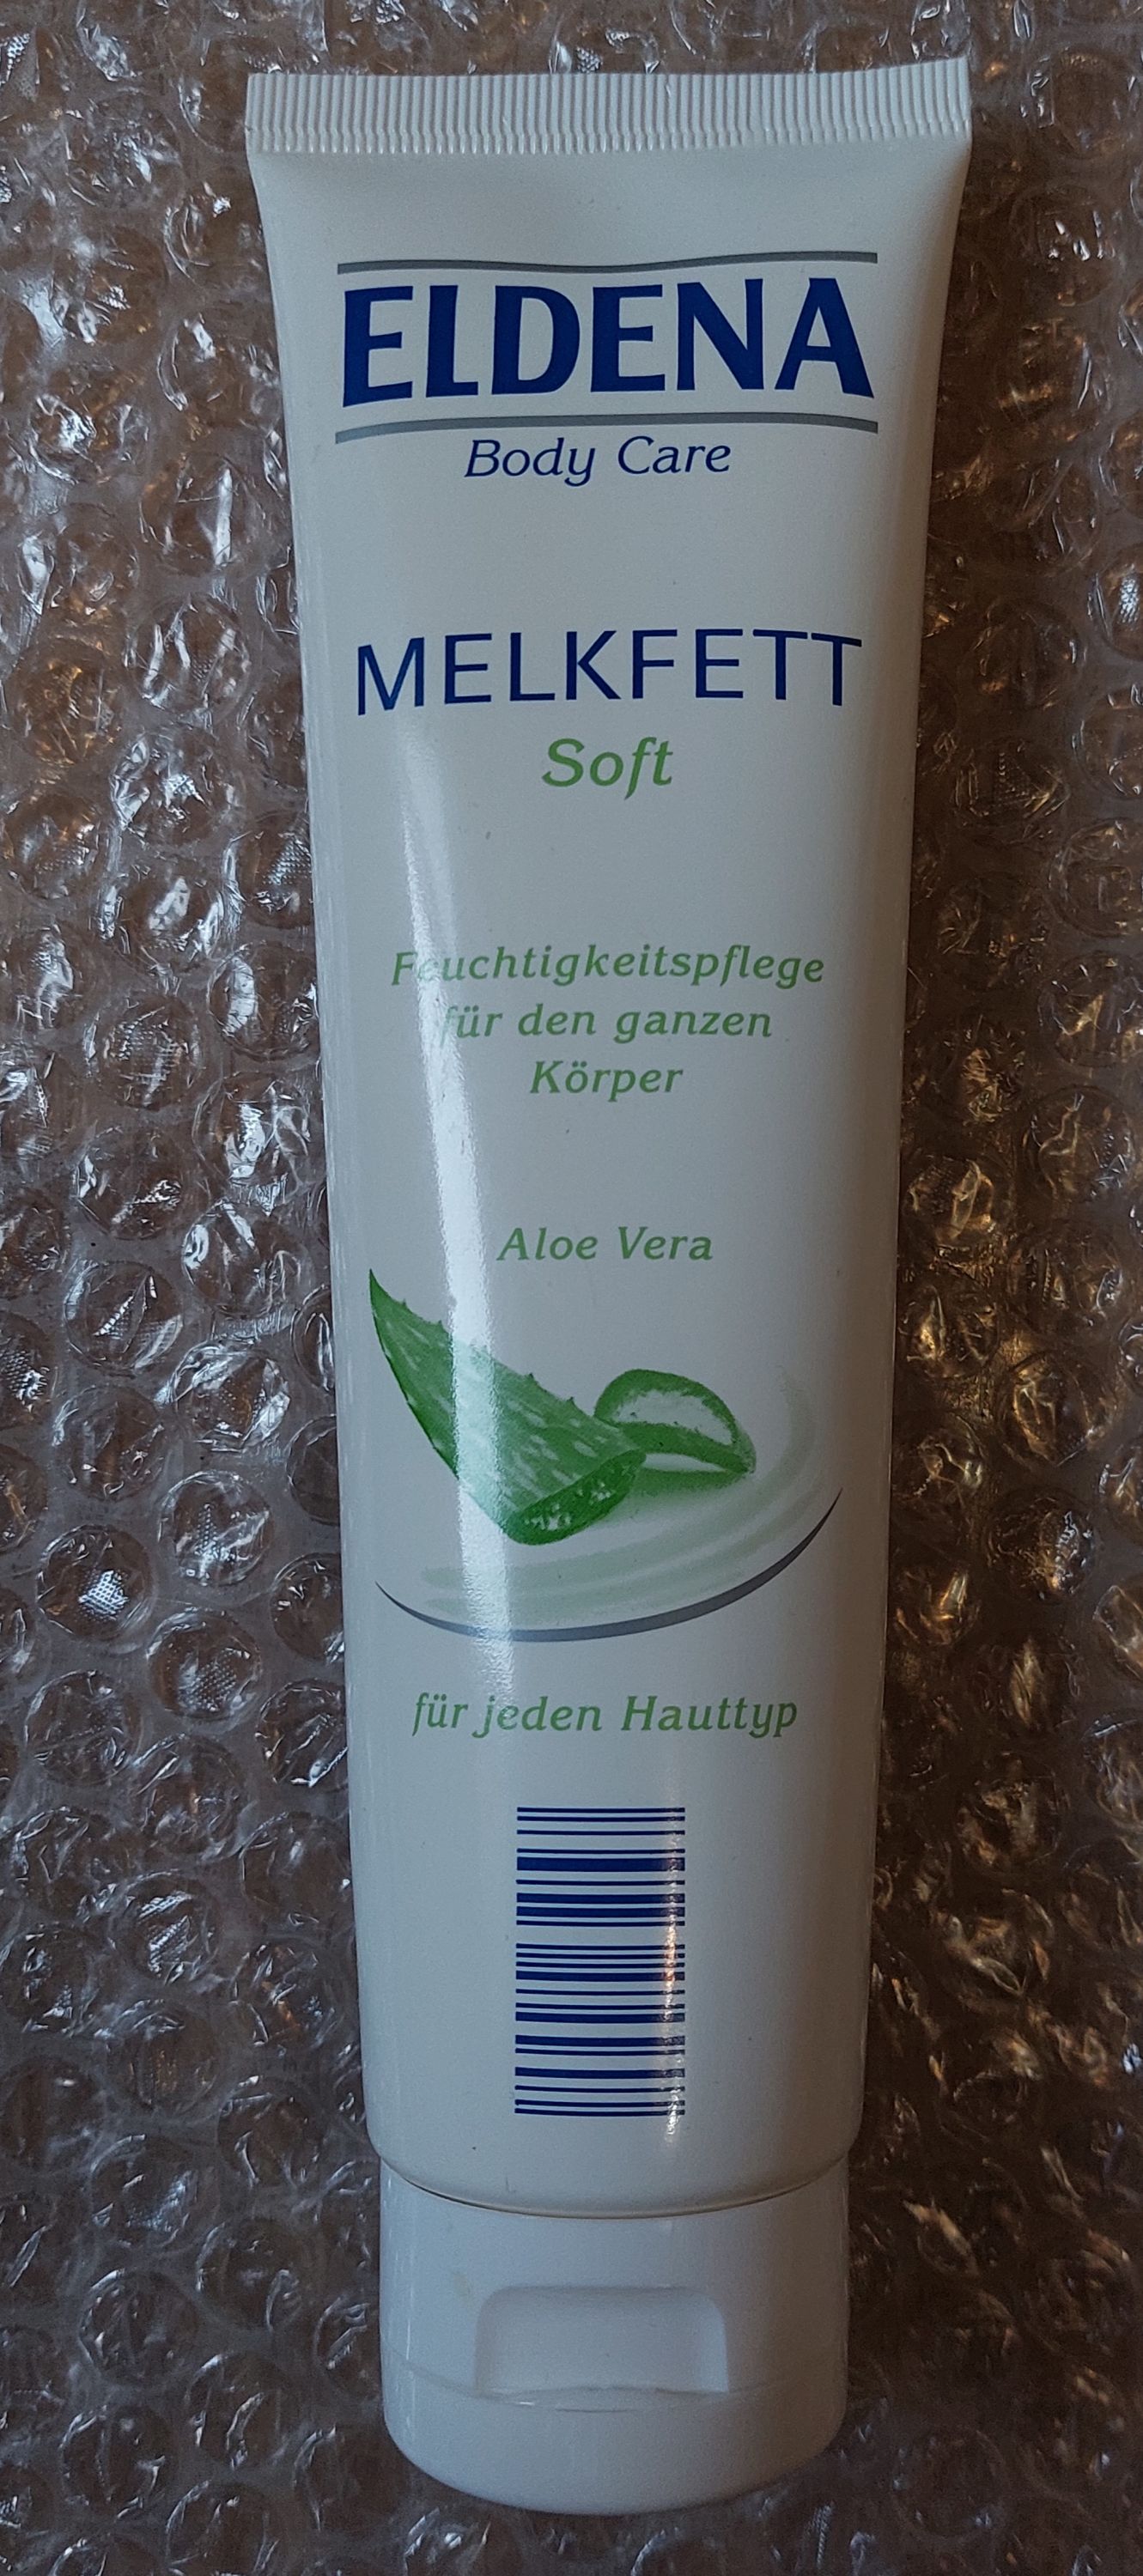 ELDENA
Body Care
MELKFETT
Soft
Feuchtigkeitspflege
für den ganzen
Körper
Aloe Vera
für jeden Hauttyp